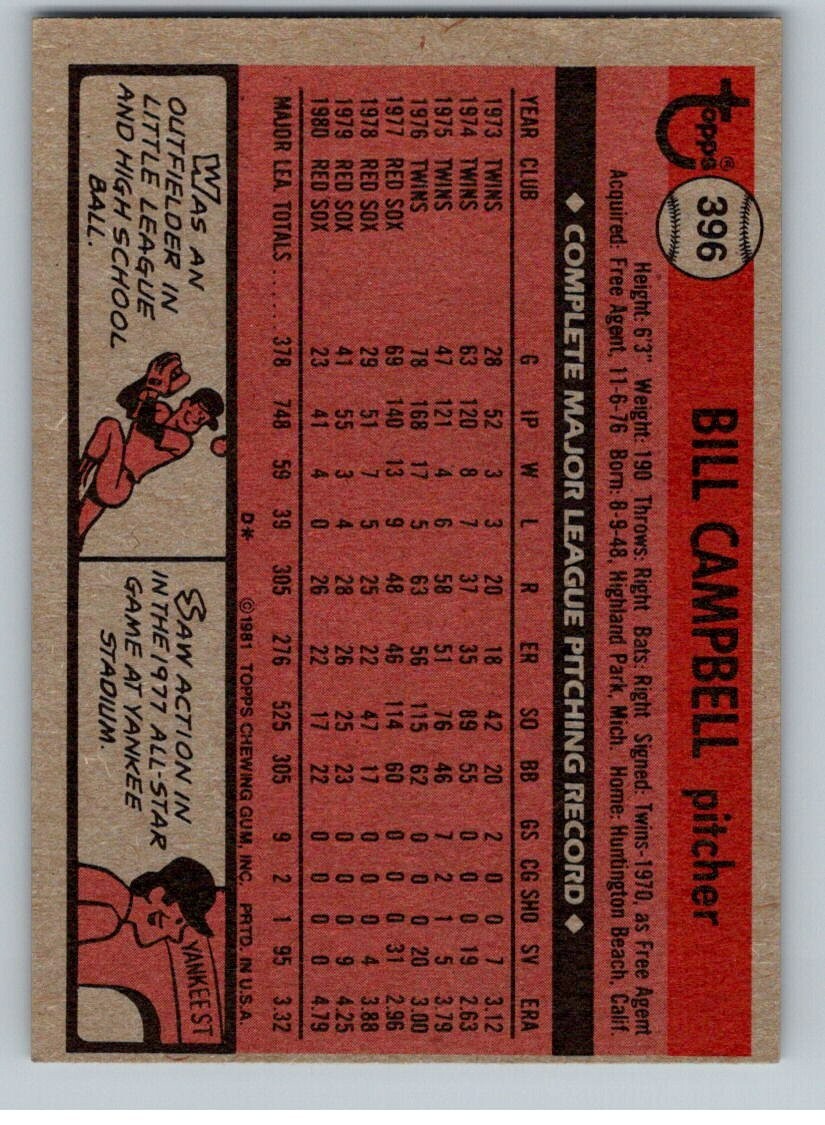 topps®
396
BILL CAMPBELL pitcher
Height: 6'3" Weight: 190 Throws: Right Bats: Right Signed: Twins-1970, as Free Agent
Acquired: Free Agent, 11-6-76 Born: 8-9-48, Highland Park, Mich. Home: Huntington Beach, Calif.
◆ COMPLETE MAJOR LEAGUE PITCHING RECORD ◆
YEAR CLUB G IP W L R ER SO BB GS CG SHO SV ERA
1973 TWINS 28 52 3 3 20 18 42 20 2 0 0 7 3.12
1974 TWINS 63 120 8 7 37 35 89 55 0 0 0 19 2.63
1975 TWINS 47 121 4 6 58 51 76 46 7 2 1 5 3.79
1976 TWINS 78 168 17 5 63 56 115 62 0 0 0 20 3.00
1977 RED SOX 69 140 13 9 48 46 114 60 0 0 0 31 2.96
1978 RED SOX 29 51 7 5 25 22 47 17 0 0 0 4 3.88
1979 RED SOX 41 55 3 4 28 26 25 23 0 0 0 9 4.25
1980 RED SOX 23 41 4 0 26 22 17 22 0 0 0 0 4.79
MAJOR LEA. TOTALS...... 378 748 59 39 305 276 525 305 9 2 1 95 3.32
D* ©1981 TOPPS CHEWING GUM, INC. PRTD. IN U.S.A.
WAS AN
OUTFIELDER IN
LITTLE LEAGUE
AND HIGH SCHOOL
BALL.
SAW ACTION IN
IN THE 1977 ALL-STAR
GAME AT YANKEE
STADIUM.
YANKEEST